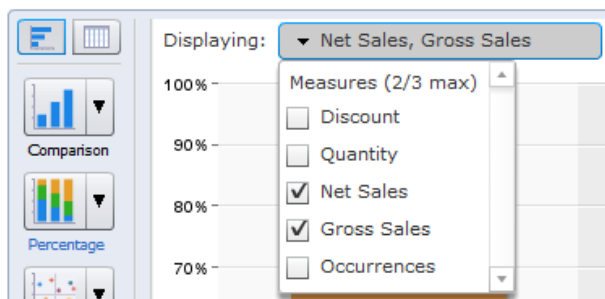 Displaying: Net Sales, Gross Sales
Measures (2/3 max)
Discount
Quantity
Net Sales
Gross Sales
Occurrences
100%
90%
80%
70%
Comparison
Percentage